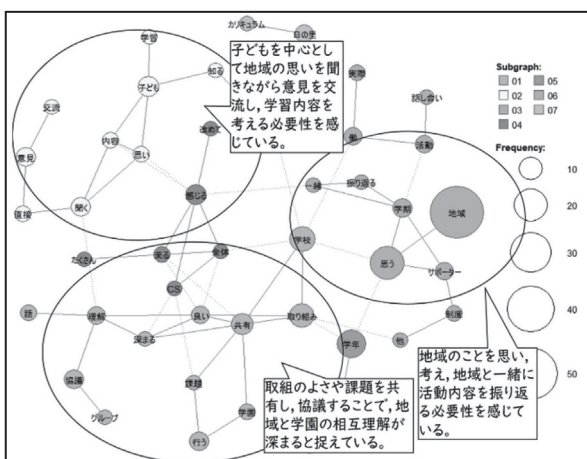 カリキュラム
日の里
学習
子ども
知る
実際
話し合い
交流
内容
思い
改めて
働
活動
意見
直接
聞く
感じる
一緒
振り返る
学期
地域
たくさん
来る
全体
学校
思う
サポーター
CS
話
理解
深まる
良い
共有
取り組み
制度
学年
他
協議
課題
学園
グループ
行う
子どもを中心とし
て地域の思いを聞
きながら意見を交
流し,学習内容を
考える必要性を感
じている。
取組のよさや課題を共
有し,協議することで,地
域と学園の相互理解が
深まると捉えている。
地域のことを思い,
考え,地域と一緒に
活動内容を振り返
る必要性を感じて
いる。
Subgraph:
01 05
02 06
03 07
04
Frequency:
10
20
30
40
50